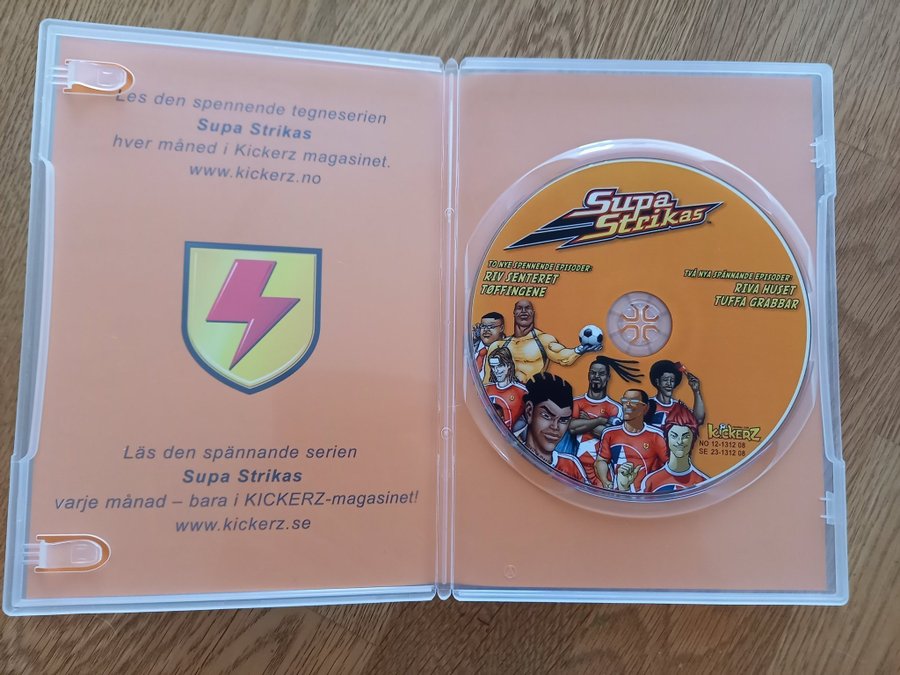 Les den spennende tegneserien
Supa Strikas
hver måned i Kickerz magasinet.
www.kickerz.no
Läs den spännande serien
Supa Strikas
varje månad – bara i KICKERZ-magasinet!
www.kickerz.se
Supa
Strikas
TO NYE SPENNENDE EPISODER:
RIV SENTERET
TØFFINGENE
TVÅ NYA SPÄNNANDE EPISODER:
RIVA HUSET
TUFFA GRABBAR
KICKERZ
NO 12-1312 08
SE 23-1312 08